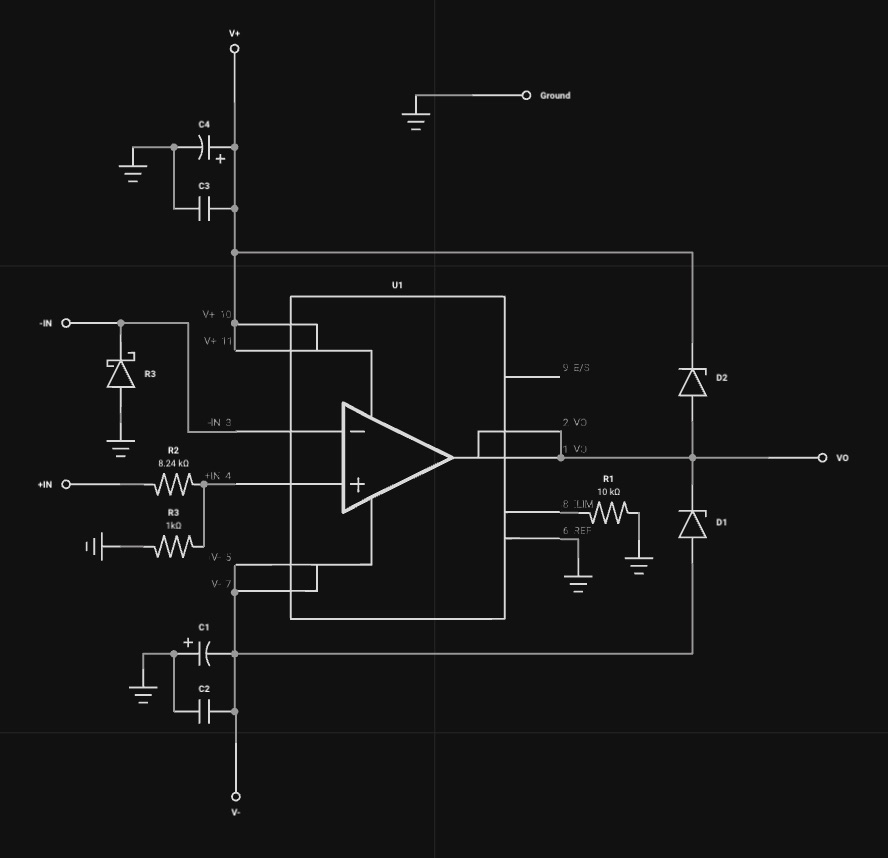 V+
Ground
C4
+
C3
U1
V+ 10
V+ 11
-IN
R3
-IN 3
9 E/S
D2
2 VO
1 VO
VO
R2
8.24 kΩ
+IN
+IN 4
R3
1kΩ
R1
10 kΩ
8 ILIM
6 REF
D1
V- 5
V- 7
C1
+
C2
V-